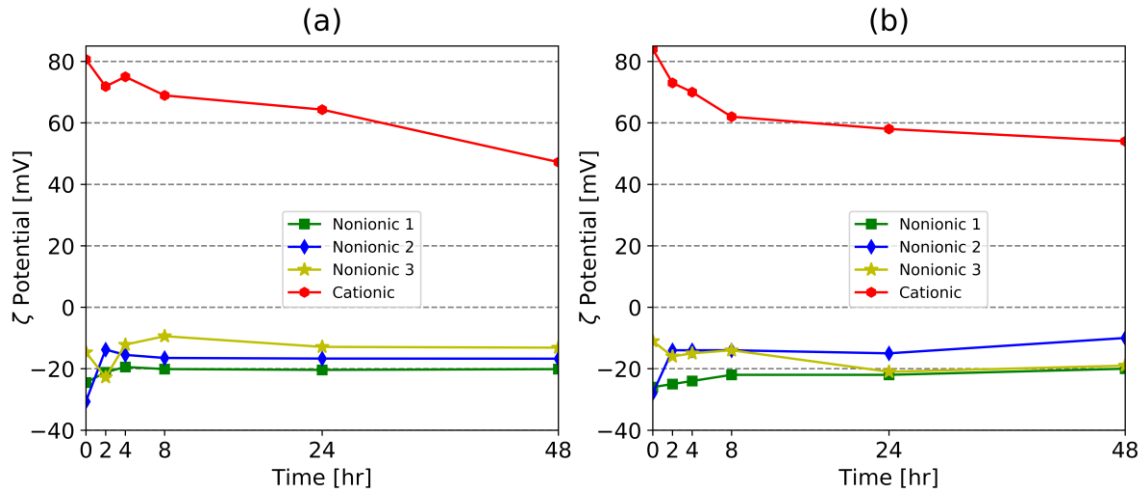 (a)
ζ Potential [mV]
80
60
40
20
0
−20
−40
Nonionic 1
Nonionic 2
Nonionic 3
Cationic
0 2 4 8 24 48
Time [hr]
(b)
ζ Potential [mV]
80
60
40
20
0
−20
−40
Nonionic 1
Nonionic 2
Nonionic 3
Cationic
0 2 4 8 24 48
Time [hr]